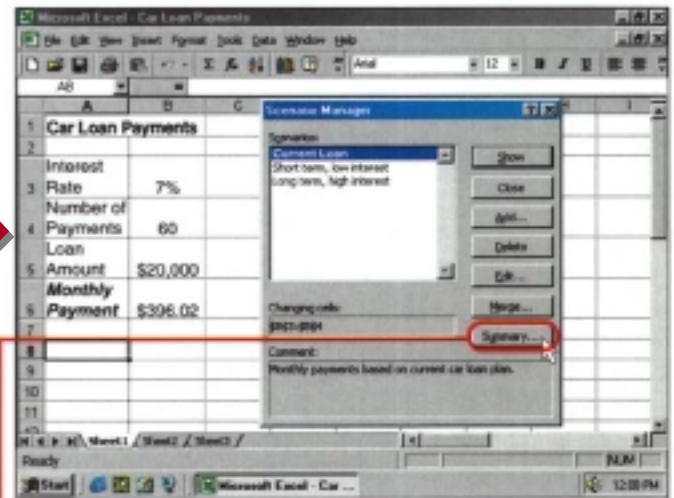 Microsoft Excel - Car Loan Payments
File Edit View Insert Format Tools Data Window Help
Arial 12 B I U
A8 =
A B C I
1 Car Loan Payments
2
3 Interest Rate 7%
4 Number of Payments 60
5 Loan Amount $20,000
6 Monthly Payment $396.02
7
8
9
10
11
Scenario Manager
Scenarios:
Current Loan
Short term, low interest
Long term, high interest
Show
Close
Add...
Delete
Edit...
Merge...
Summary...
Changing cells:
$B$3:$B$4
Comment:
Monthly payments based on current car loan plan.
Sheet1 / Sheet2 / Sheet3 /
Ready NUM
Start Microsoft Excel - Car ... 12:00 PM